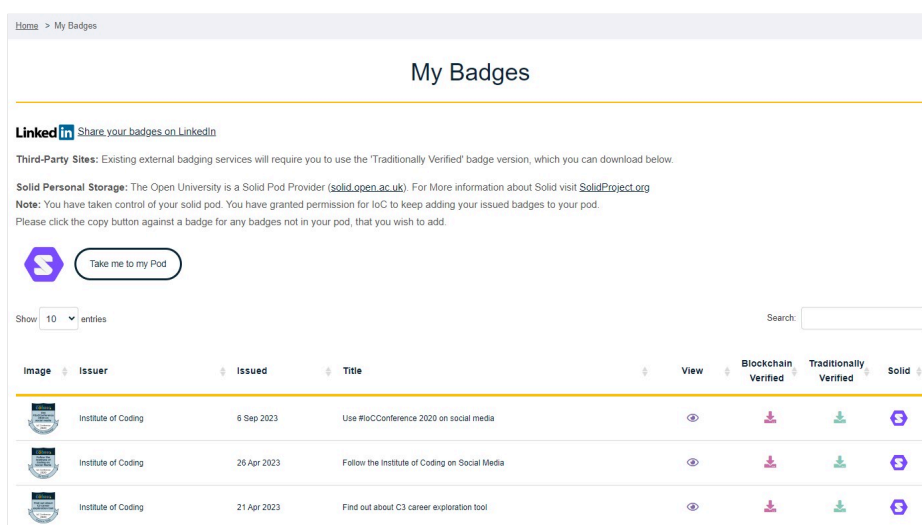 Home > My Badges
My Badges
Linked in Share your badges on LinkedIn
Third-Party Sites: Existing external badging services will require you to use the 'Traditionally Verified' badge version, which you can download below.
Solid Personal Storage: The Open University is a Solid Pod Provider (solid.open.ac.uk). For More information about Solid visit SolidProject.org
Note: You have taken control of your solid pod. You have granted permission for IoC to keep adding your issued badges to your pod.
Please click the copy button against a badge for any badges not in your pod, that you wish to add.
Take me to my Pod
Show 10 entries
Search:
Image Issuer Issued Title View Blockchain Verified Traditionally Verified Solid
Institute of Coding 6 Sep 2023 Use #IoCConference 2020 on social media
Institute of Coding 26 Apr 2023 Follow the Institute of Coding on Social Media
Institute of Coding 21 Apr 2023 Find out about C3 career exploration tool